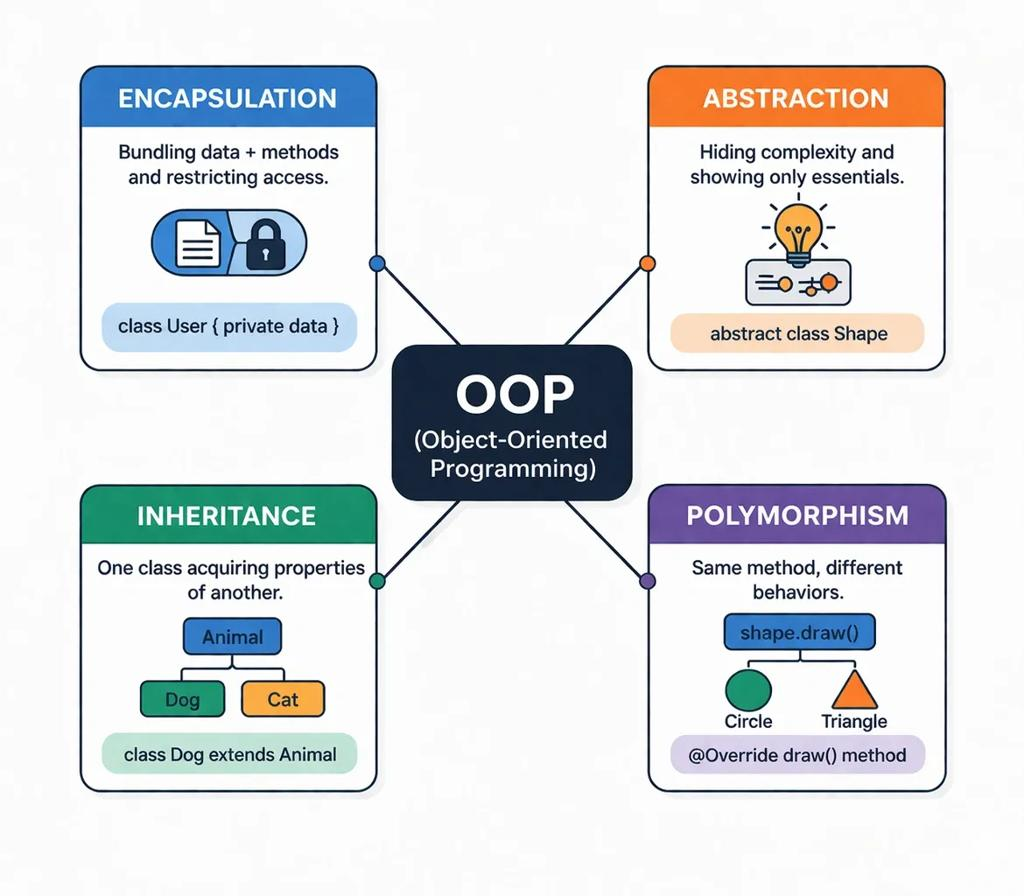 ENCAPSULATION
Bundling data + methods
and restricting access.
class User { private data }
ABSTRACTION
Hiding complexity and
showing only essentials.
abstract class Shape
OOP
(Object-Oriented
Programming)
INHERITANCE
One class acquiring properties
of another.
Animal
Dog
Cat
class Dog extends Animal
POLYMORPHISM
Same method, different
behaviors.
shape.draw()
Circle
Triangle
@Override draw() method